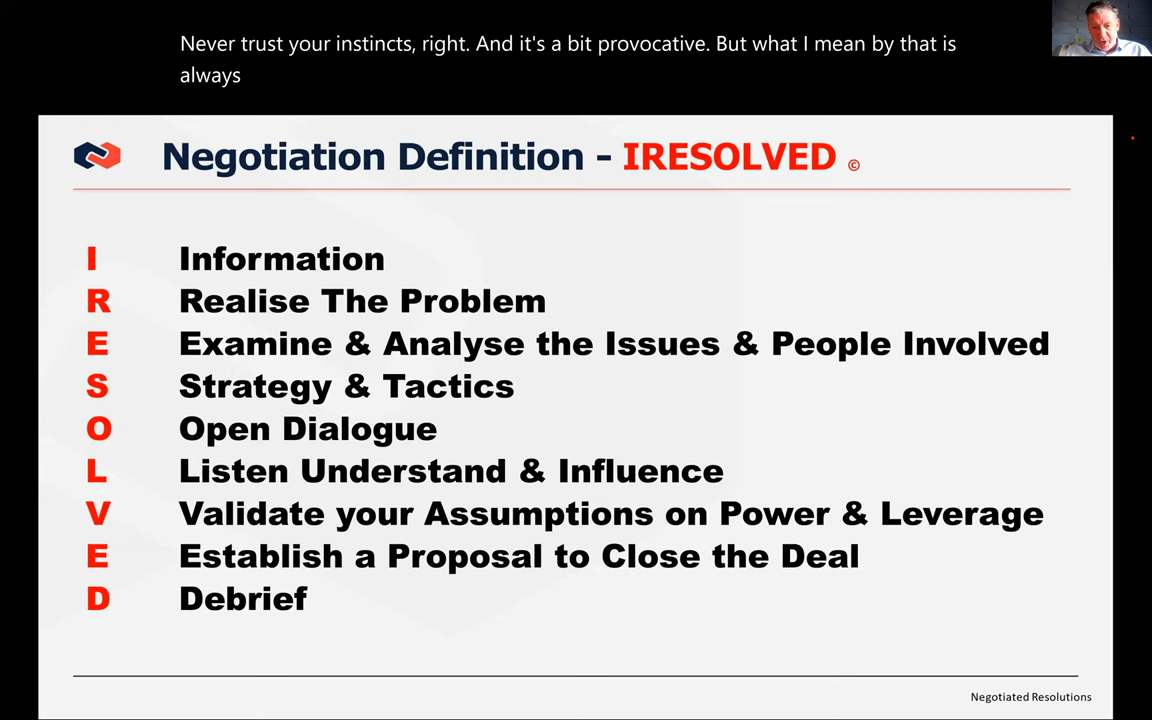 Never trust your instincts, right. And it's a bit provocative. But what I mean by that is
always
Negotiation Definition - IRESOLVED ©
I Information
R Realise The Problem
E Examine & Analyse the Issues & People Involved
S Strategy & Tactics
O Open Dialogue
L Listen Understand & Influence
V Validate your Assumptions on Power & Leverage
E Establish a Proposal to Close the Deal
D Debrief
Negotiated Resolutions